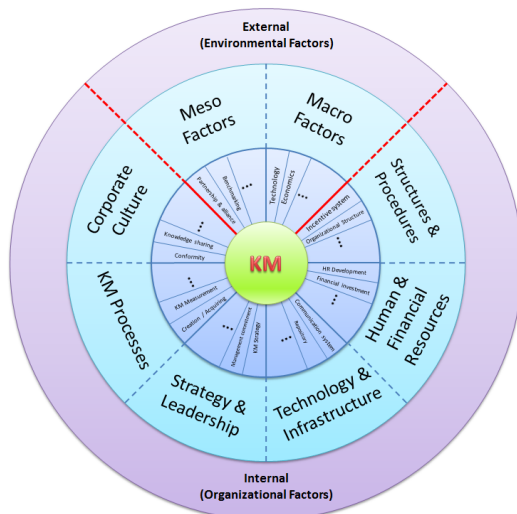 External
(Environmental Factors)
Meso
Factors
Macro
Factors
Corporate
Culture
Structures &
Procedures
Partnership & alliance
Benchmarking
...
Technology
Economics
...
Incentive system
Organizational Structure
...
...
Knowledge sharing
Conformity
KM
HR Development
Financial investment
...
...
KM Measurement
Creation / Acquiring
...
Management commitment
KM Strategy
Communication system
Repository
...
KM Processes
Human &
Financial
Resources
Strategy &
Leadership
Technology &
Infrastructure
Internal
(Organizational Factors)